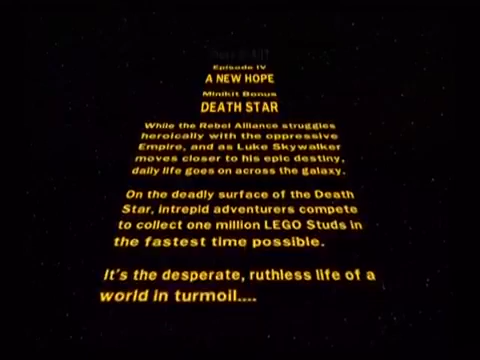 Episode IV
A NEW HOPE
Minikit Bonus
DEATH STAR
While the Rebel Alliance struggles
heroically with the oppressive
Empire, and as Luke Skywalker
moves closer to his epic destiny,
daily life goes on across the galaxy.
On the deadly surface of the Death
Star, intrepid adventurers compete
to collect one million LEGO Studs in
the fastest time possible.
It's the desperate, ruthless life of a
world in turmoil....